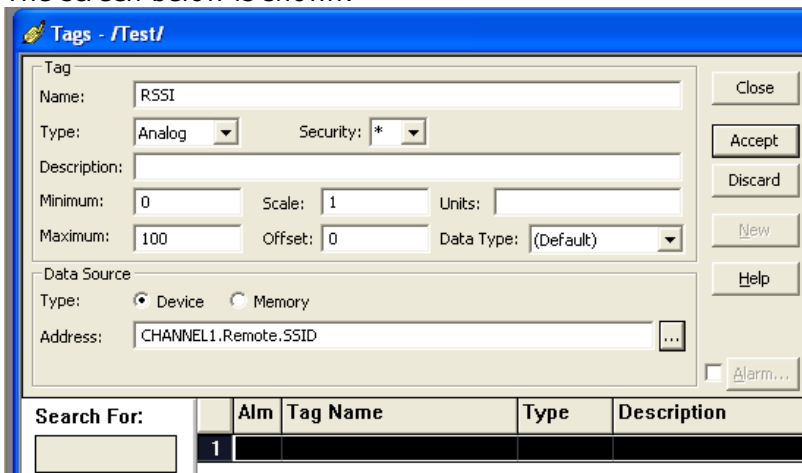 The screen below is shown.
Tags - /Test/
Tag
Name: RSSI
Close
Type: Analog Security: *
Accept
Description:
Discard
Minimum: 0 Scale: 1 Units:
New
Maximum: 100 Offset: 0 Data Type: (Default)
Data Source
Help
Type: Device Memory
Address: CHANNEL1.Remote.SSID ...
Alarm...
Search For: Alm Tag Name Type Description
1